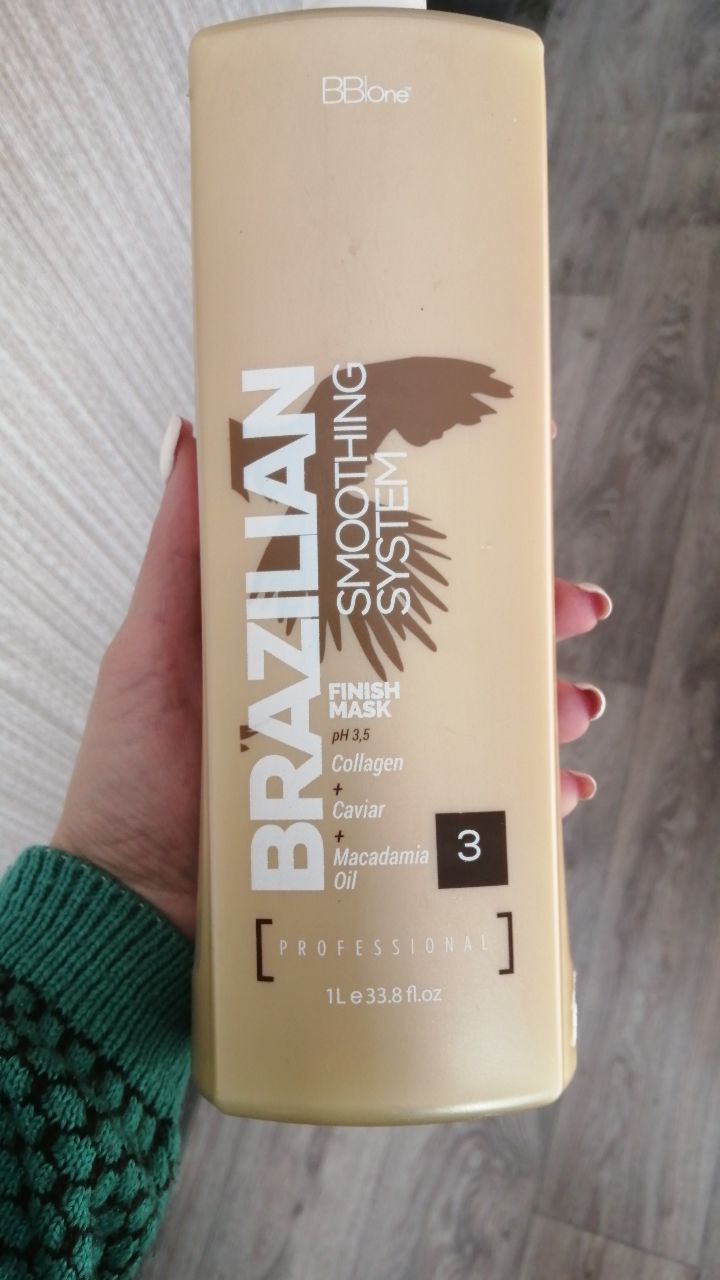 BBone™
BRAZILIAN
SMOOTHING
SYSTEM
FINISH
MASK
pH 3,5
Collagen
+
Caviar
+
Macadamia
Oil
3
[PROFESSIONAL]
1L e 33.8 fl.oz